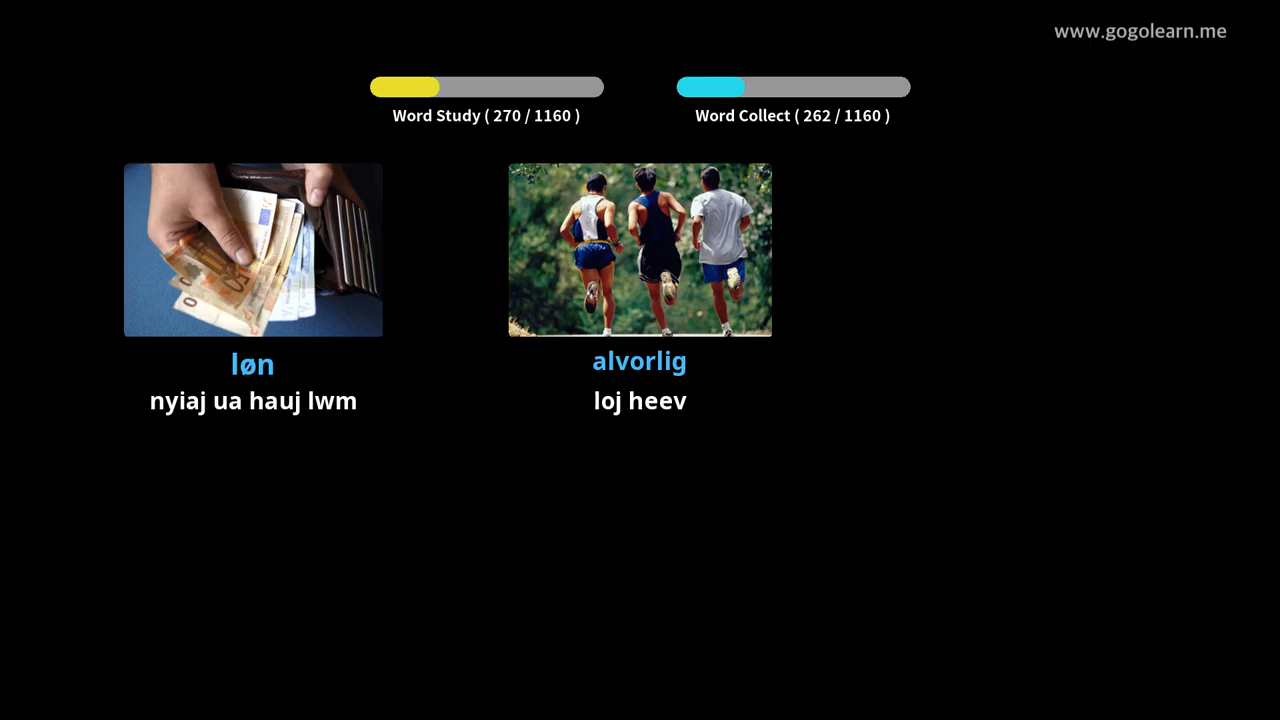 www.gogolearn.me
Word Study ( 270 / 1160 )
Word Collect ( 262 / 1160 )
løn
nyiaj ua hauj lwm
alvorlig
loj heev
50